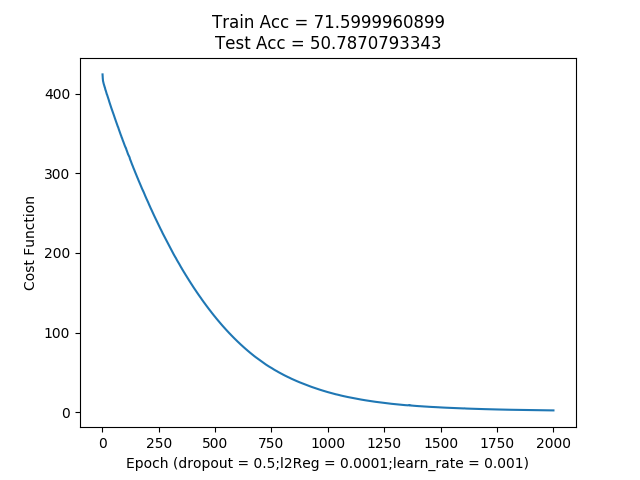 Train Acc = 71.5999960899
Test Acc = 50.7870793343
400
300
200
100
0
Cost Function
0 250 500 750 1000 1250 1500 1750 2000
Epoch (dropout = 0.5;l2Reg = 0.0001;learn_rate = 0.001)